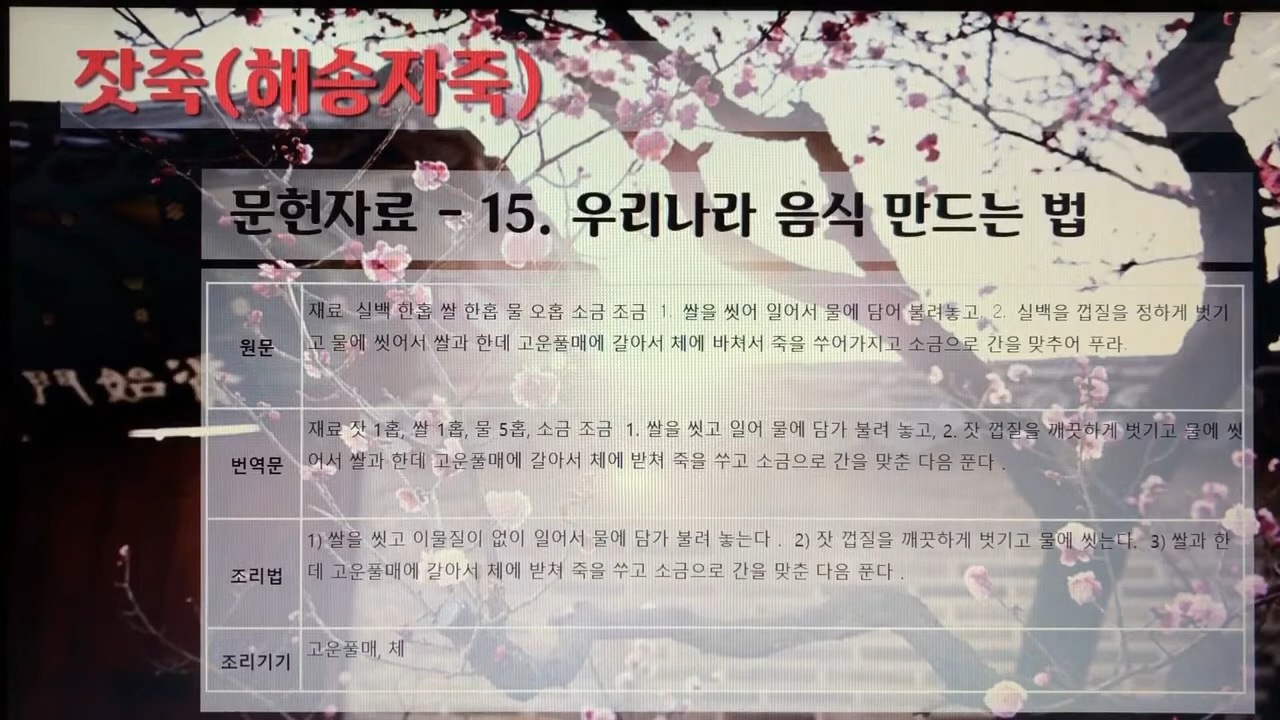 잣죽(해송자죽)
문헌자료 - 15. 우리나라 음식 만드는 법
원문
재료 실백 한홉 쌀 한홉 물 오홉 소금 조금 1. 쌀을 씻어 일어서 물에 담어 불려놓고 2. 실백을 껍질을 정하게 벗기
고 물에 씻어서 쌀과 한데 고운풀매에 갈아서 체에 바쳐서 죽을 쑤어가지고 소금으로 간을 맞추어 푸라.
번역문
재료 잣 1홉, 쌀 1홉, 물 5홉, 소금 조금 1. 쌀을 씻고 일어 물에 담가 불려 놓고, 2. 잣 껍질을 깨끗하게 벗기고 물에 씻
어서 쌀과 한데 고운풀매에 갈아서 체에 받쳐 죽을 쑤고 소금으로 간을 맞춘 다음 푼다 .
조리법
1) 쌀을 씻고 이물질이 없이 일어서 물에 담가 불려 놓는다 . 2) 잣 껍질을 깨끗하게 벗기고 물에 씻는다. 3) 쌀과 한
데 고운풀매에 갈아서 체에 받쳐 죽을 쑤고 소금으로 간을 맞춘 다음 푼다 .
조리기기
고운풀매, 체
門始